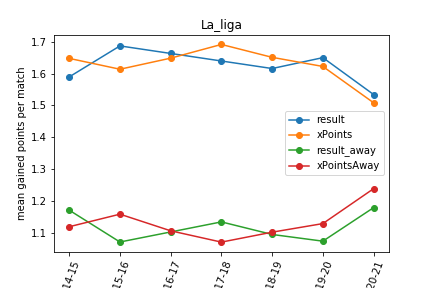 La_liga
mean gained points per match
1.7
1.6
1.5
1.4
1.3
1.2
1.1
result
xPoints
result_away
xPointsAway
14-15
15-16
16-17
17-18
18-19
19-20
20-21